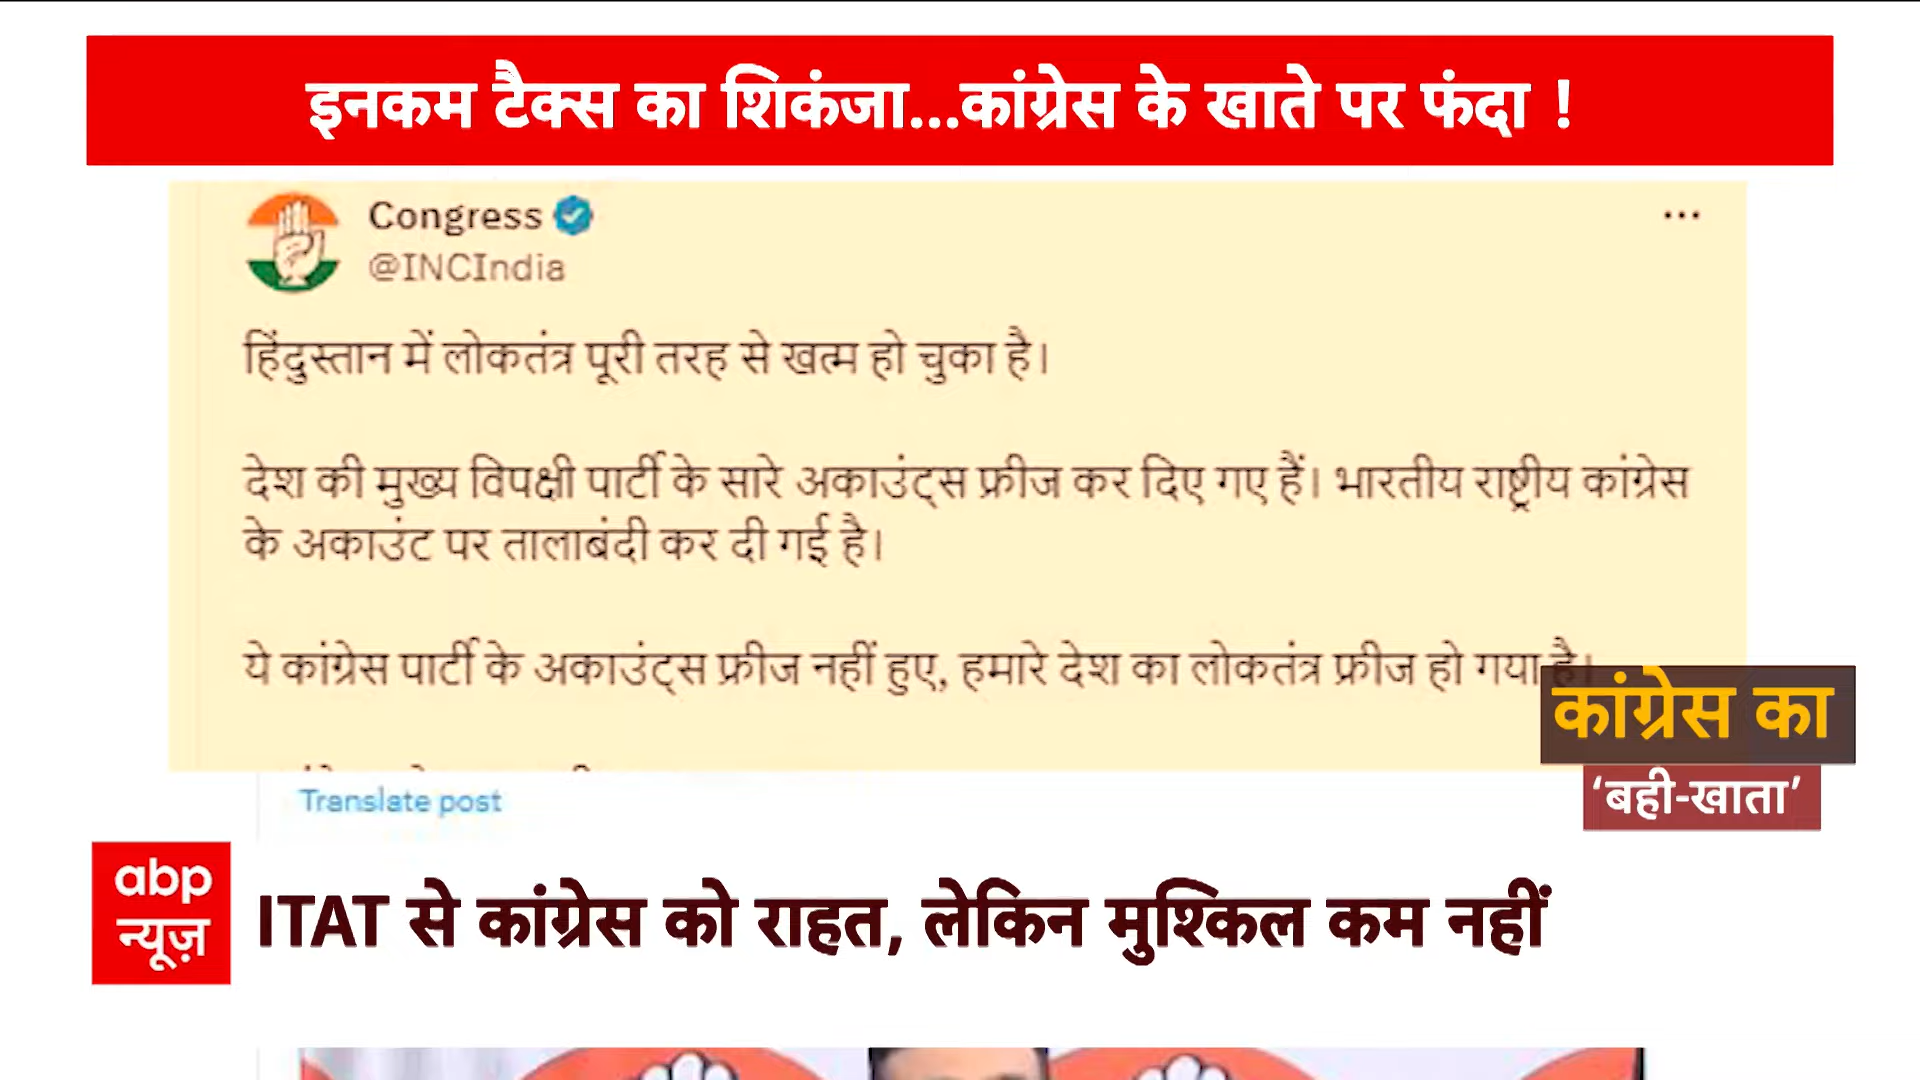 इनकम टैक्स का शिकंजा...कांग्रेस के खाते पर फंदा !
Congress
@INCIndia
हिंदुस्तान में लोकतंत्र पूरी तरह से खत्म हो चुका है।
देश की मुख्य विपक्षी पार्टी के सारे अकाउंट्स फ्रीज कर दिए गए हैं। भारतीय राष्ट्रीय कांग्रेस
के अकाउंट पर तालाबंदी कर दी गई है।
ये कांग्रेस पार्टी के अकाउंट्स फ्रीज नहीं हुए, हमारे देश का लोकतंत्र फ्रीज हो गया है।
कांग्रेस का
‘बही-खाता’
Translate post
abp
न्यूज़
ITAT से कांग्रेस को राहत, लेकिन मुश्किल कम नहीं